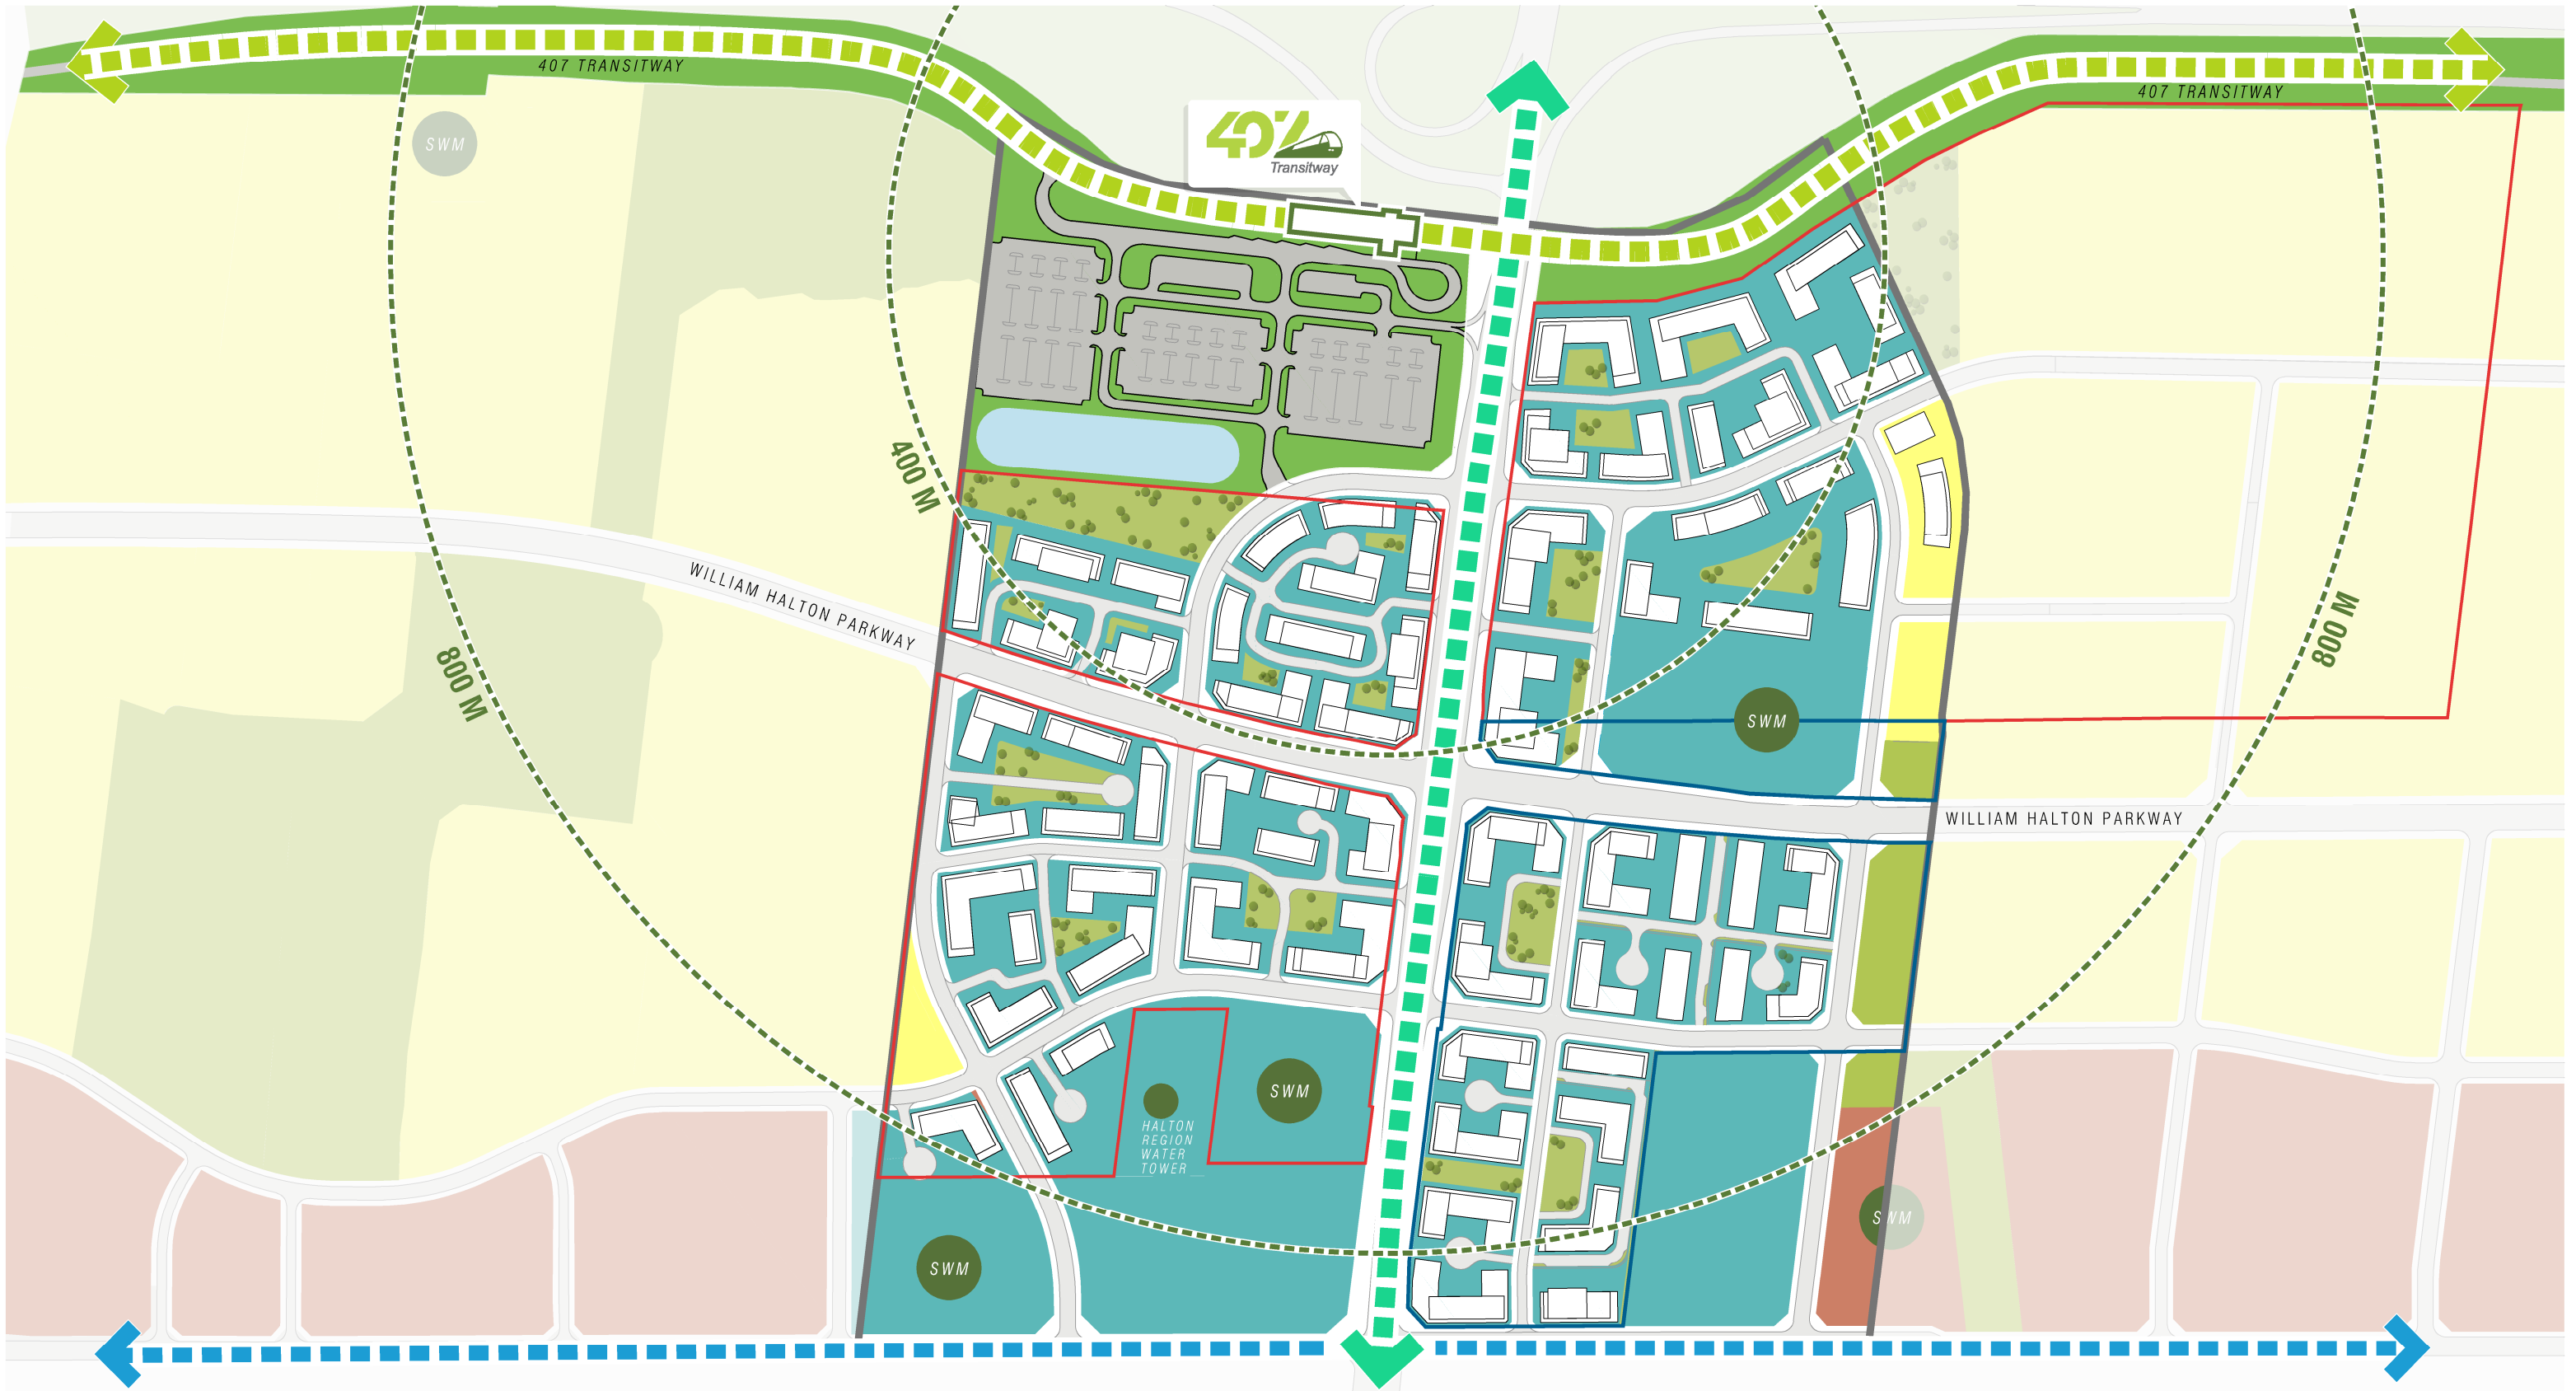 407 TRANSITWAY
407 TRANSITWAY
SWM
407
Transitway
400 M
WILLIAM HALTON PARKWAY
800 M
800 M
SWM
WILLIAM HALTON PARKWAY
SWM
HALTON
REGION
WATER
TOWER
SWM
SWM